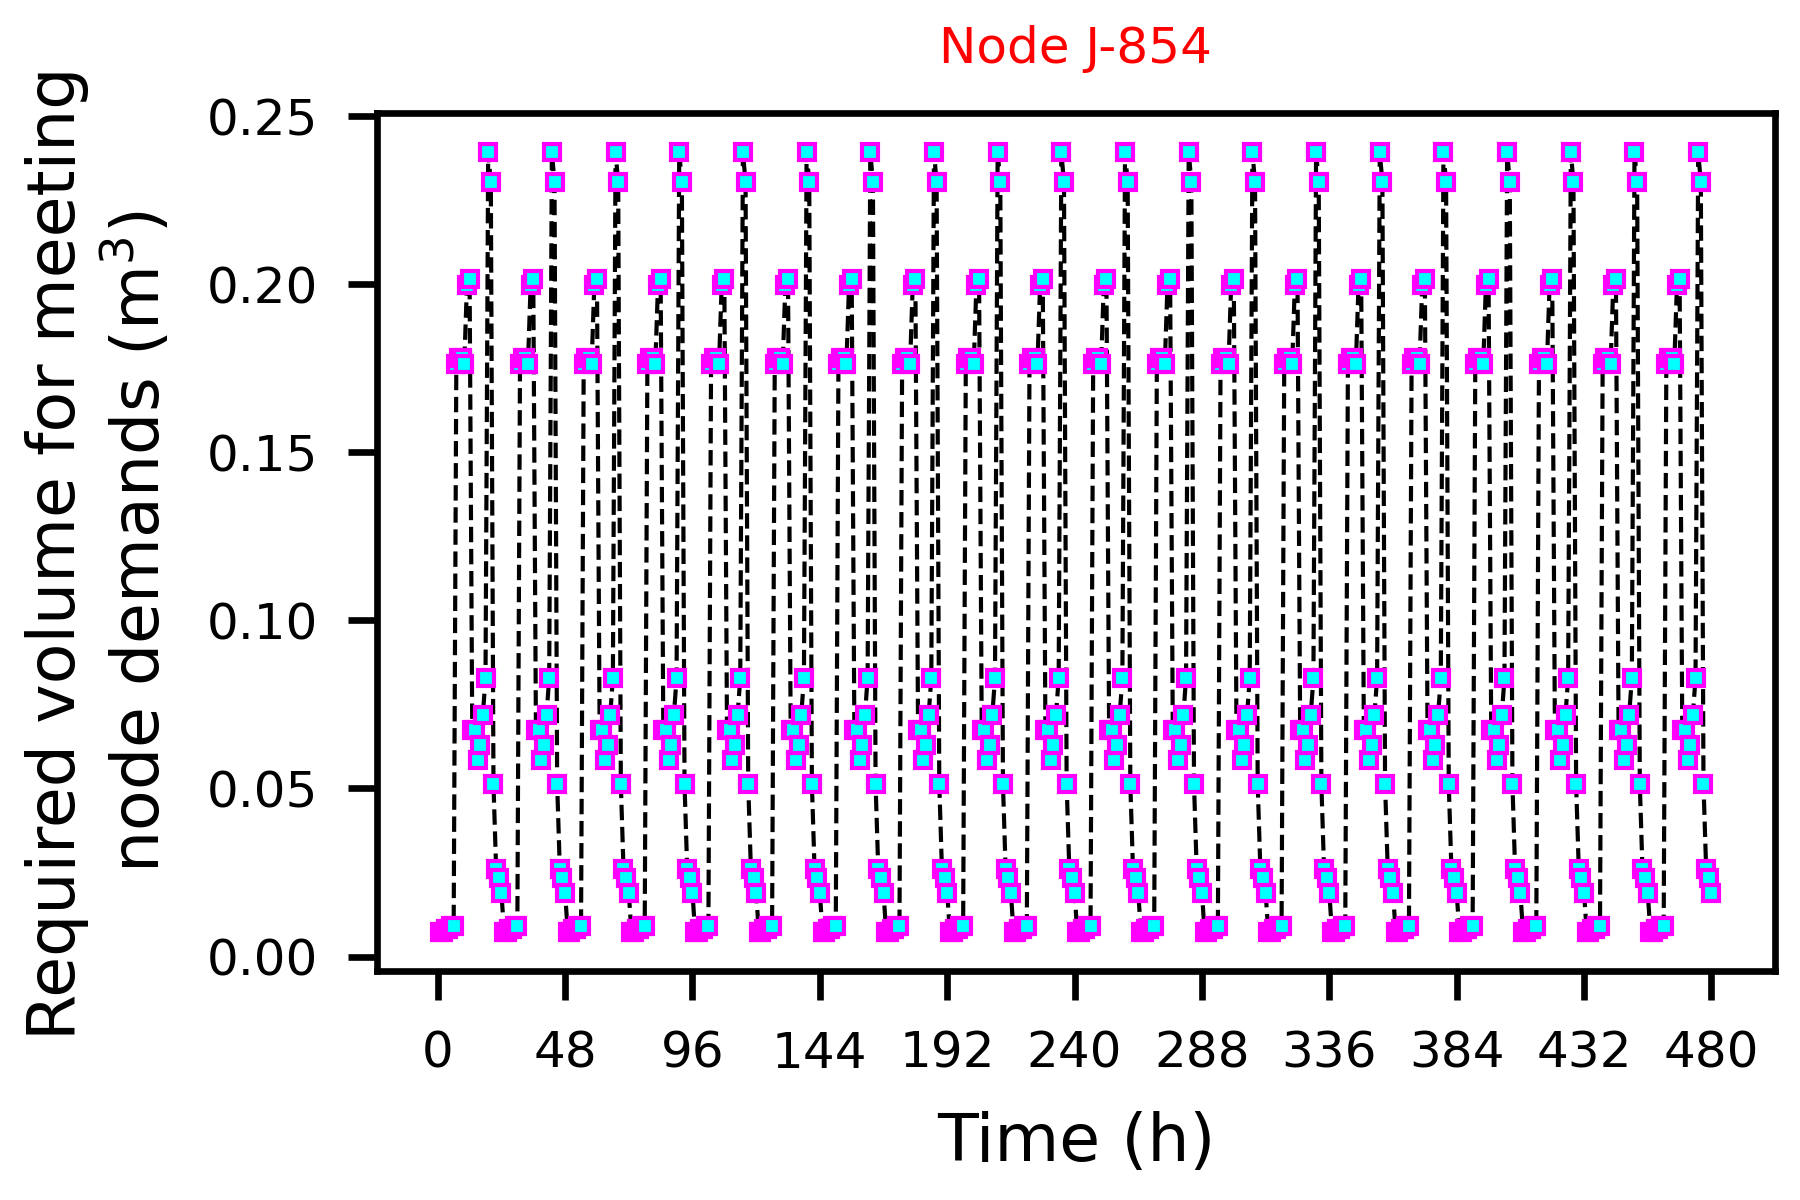 Node J-854
Required volume for meeting
node demands (m³)
0.25
0.20
0.15
0.10
0.05
0.00
0 48 96 144 192 240 288 336 384 432 480
Time (h)